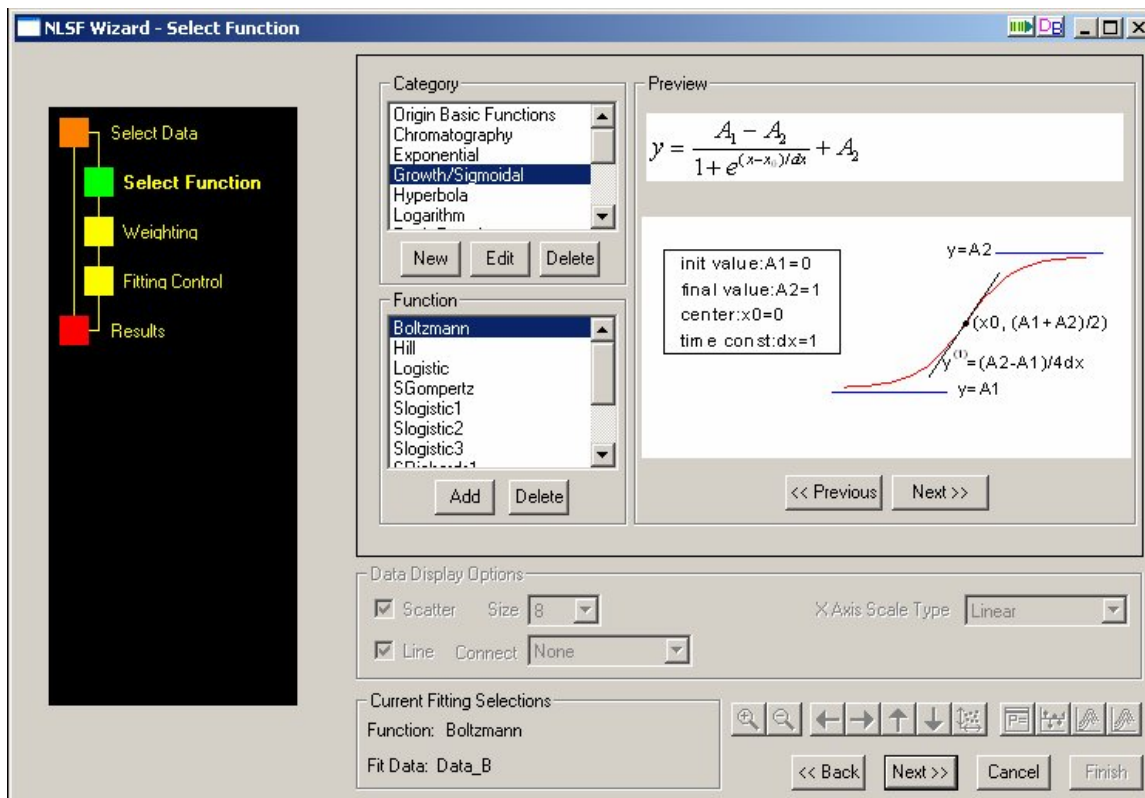 NLSF Wizard - Select Function
DB
Select Data
Select Function
Weighting
Fitting Control
Results
Category
Origin Basic Functions
Chromatography
Exponential
Growth/Sigmoidal
Hyperbola
Logarithm
New Edit Delete
Function
Boltzmann
Hill
Logistic
SGompertz
Slogistic1
Slogistic2
Slogistic3
SRichards1
Add Delete
Preview
y = (A₁ − A₂) / (1 + e^((x−x₀)/dx)) + A₂
init value:A1=0
final value:A2=1
center:x0=0
time const:dx=1
y=A2
(x0, (A1+A2)/2)
y⁽¹⁾=(A2-A1)/4dx
y=A1
<< Previous Next >>
Data Display Options
Scatter Size 8 X Axis Scale Type Linear
Line Connect None
Current Fitting Selections
Function: Boltzmann
Fit Data: Data_B
P=
<< Back Next >> Cancel Finish